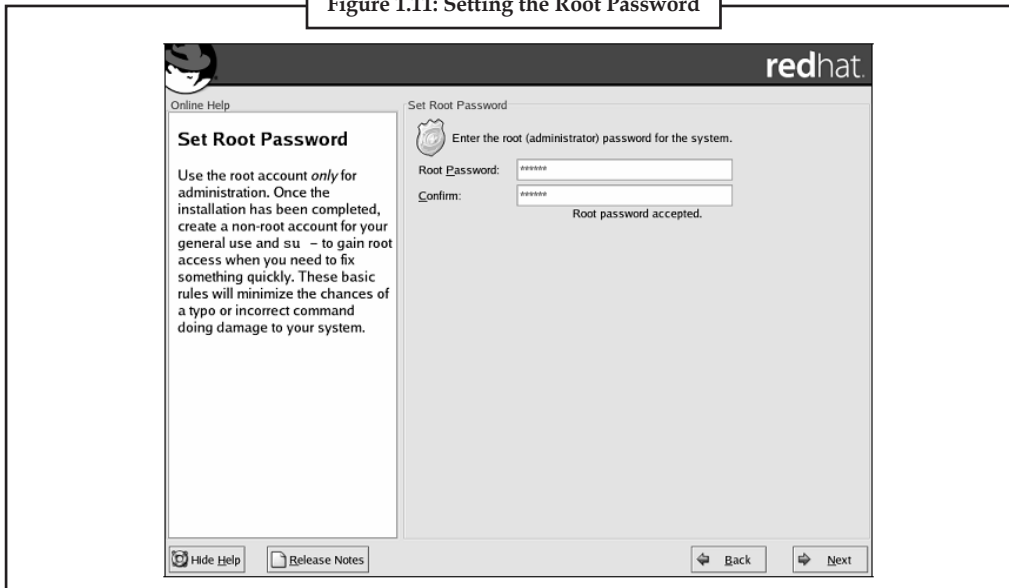 Figure 1.11: Setting the Root Password
redhat.
Online Help
Set Root Password
Use the root account only for
administration. Once the
installation has been completed,
create a non-root account for your
general use and su - to gain root
access when you need to fix
something quickly. These basic
rules will minimize the chances of
a typo or incorrect command
doing damage to your system.
Set Root Password
Enter the root (administrator) password for the system.
Root Password: ******
Confirm: ******
Root password accepted.
Hide Help
Release Notes
Back
Next